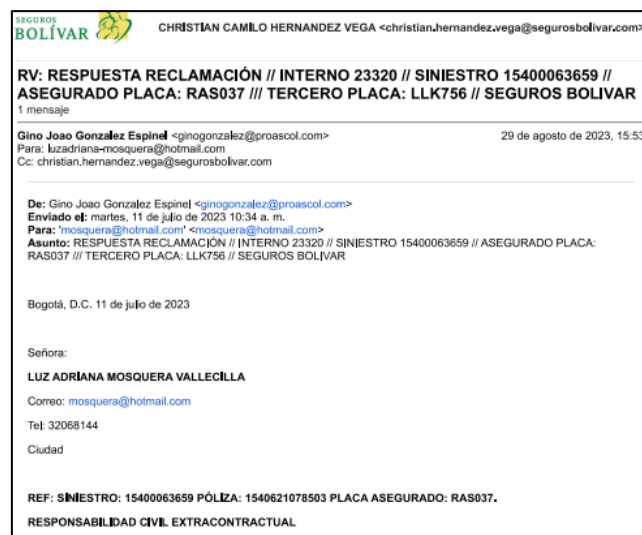 SEGUROS
BOLÍVAR
CHRISTIAN CAMILO HERNANDEZ VEGA <christian.hernandez.vega@segurosbolivar.com>
RV: RESPUESTA RECLAMACIÓN // INTERNO 23320 // SINIESTRO 15400063659 //
ASEGURADO PLACA: RAS037 /// TERCERO PLACA: LLK756 // SEGUROS BOLIVAR
1 mensaje
Gino Joao Gonzalez Espinel <ginogonzalez@proascol.com> 29 de agosto de 2023, 15:53
Para: luzadriana-mosquera@hotmail.com
Cc: christian.hernandez.vega@segurosbolivar.com
De: Gino Joao Gonzalez Espinel <ginogonzalez@proascol.com>
Enviado el: martes, 11 de julio de 2023 10:34 a. m.
Para: 'mosquera@hotmail.com' <mosquera@hotmail.com>
Asunto: RESPUESTA RECLAMACIÓN // INTERNO 23320 // SINIESTRO 15400063659 // ASEGURADO PLACA:
RAS037 /// TERCERO PLACA: LLK756 // SEGUROS BOLIVAR
Bogotá, D.C. 11 de julio de 2023
Señora:
LUZ ADRIANA MOSQUERA VALLECILLA
Correo: mosquera@hotmail.com
Tel: 32068144
Ciudad
REF: SINIESTRO: 15400063659 PÓLIZA: 1540621078503 PLACA ASEGURADO: RAS037.
RESPONSABILIDAD CIVIL EXTRACONTRACTUAL